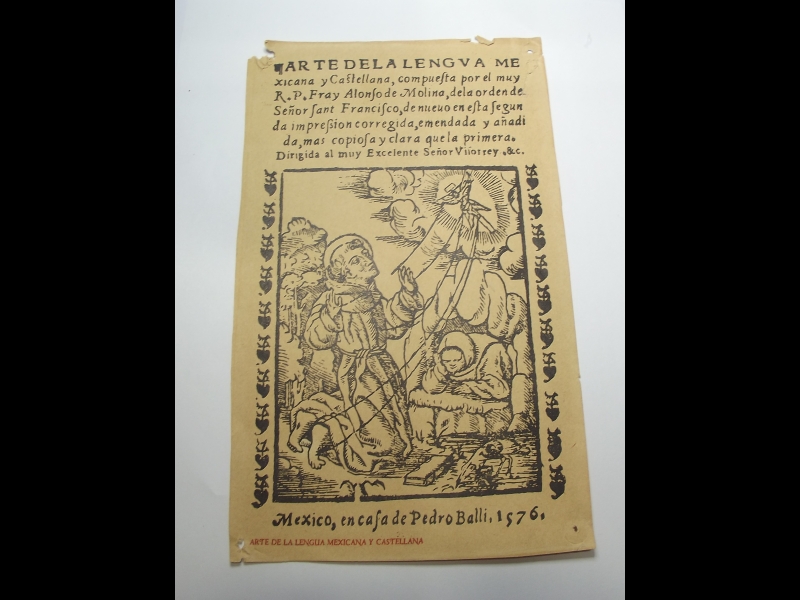 ¶ARTE DE LA LENGVA ME
xicana y Caſtellana, compueſta por el muy
R.P. Fray Alonſo de Molina, de la orden de
Señor ſant Franciſco, de nueuo en eſta ſegun
da impreſsion corregida, emendada y añadi
da, mas copioſa y clara que la primera.
Dirigida al muy Excelente Señor Viſorrey .&c.
Mexico, en caſa de Pedro Balli. 1576.
ARTE DE LA LENGUA MEXICANA Y CASTELLANA